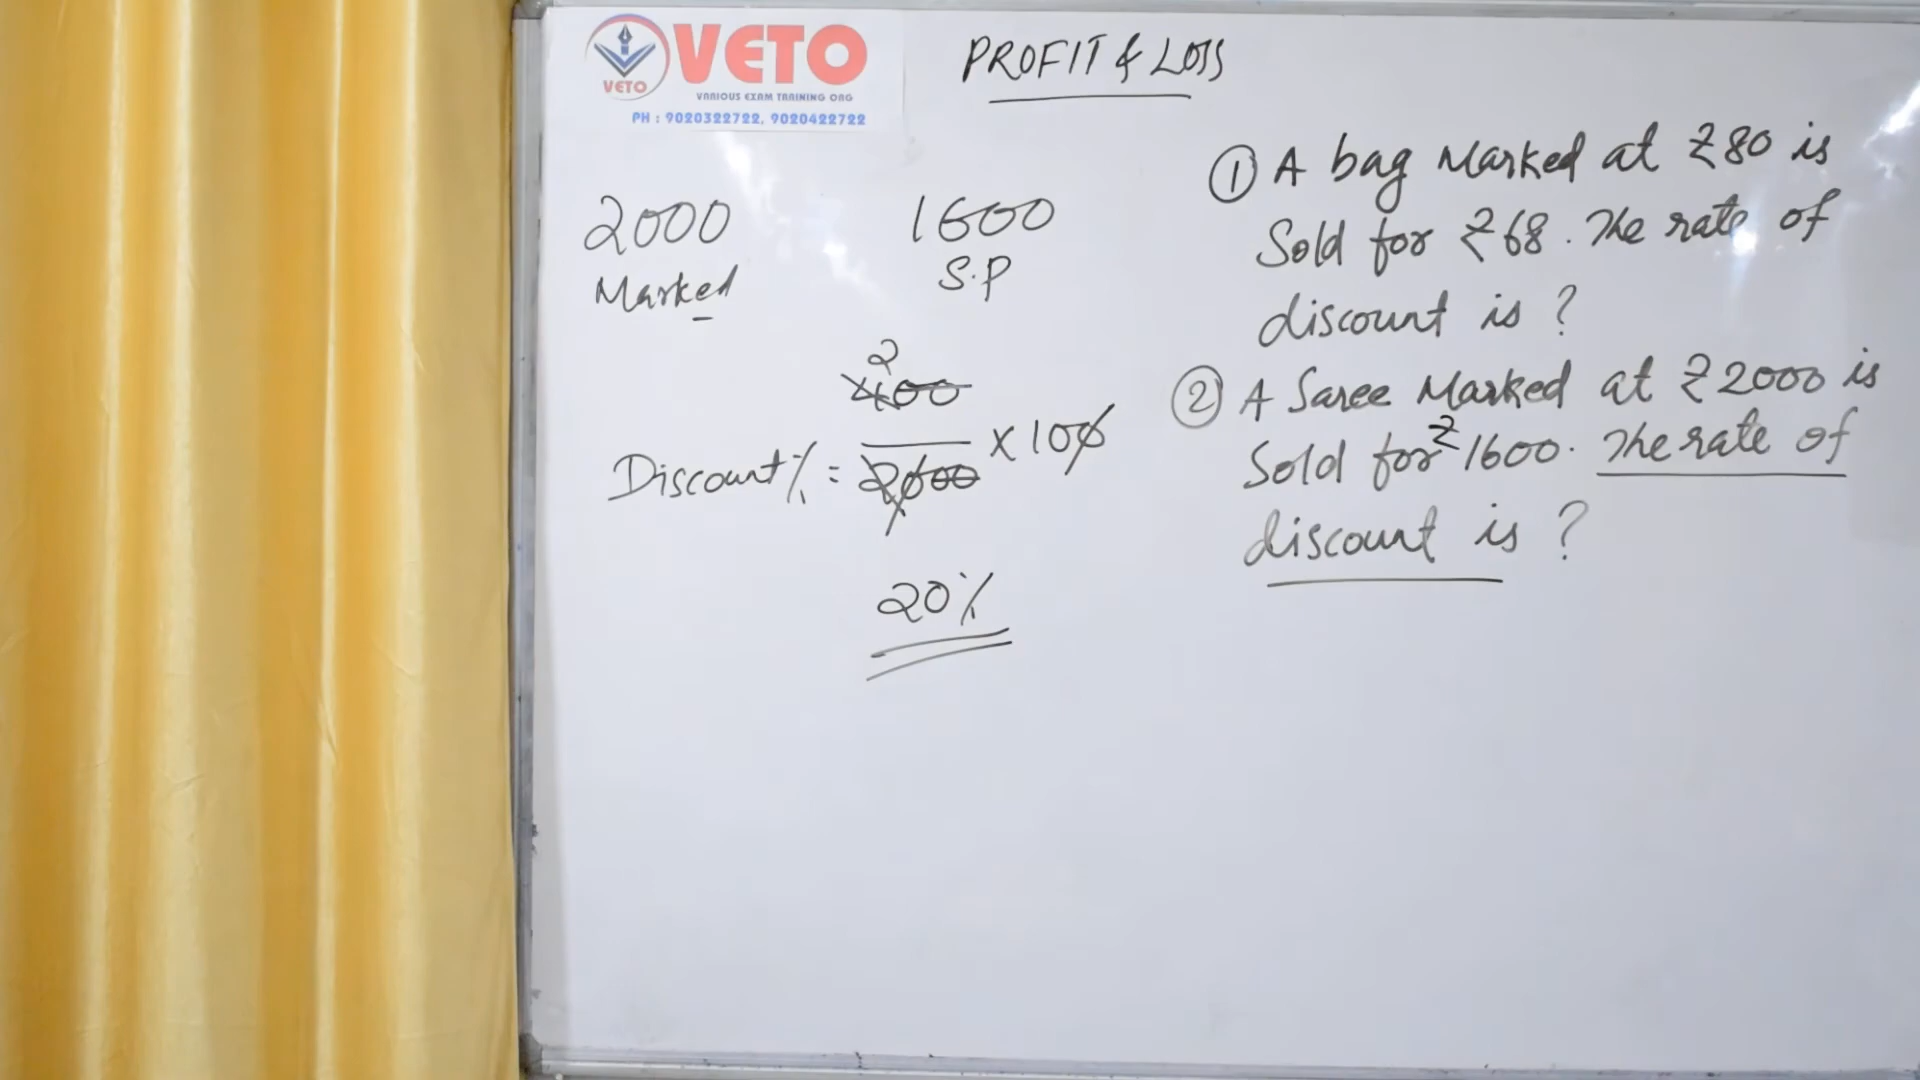 VETO
VETO
VARIOUS EXAM TRAINING ORG
PH : 9020322722, 9020422722
PROFIT & LOSS
2000 1600
Marked S.P
2
400
Discount % = 2000 × 100
20%
① A bag Marked at ₹80 is
Sold for ₹68. The rate of
discount is ?
② A Saree Marked at ₹2000 is
Sold for ₹1600. The rate of
discount is ?